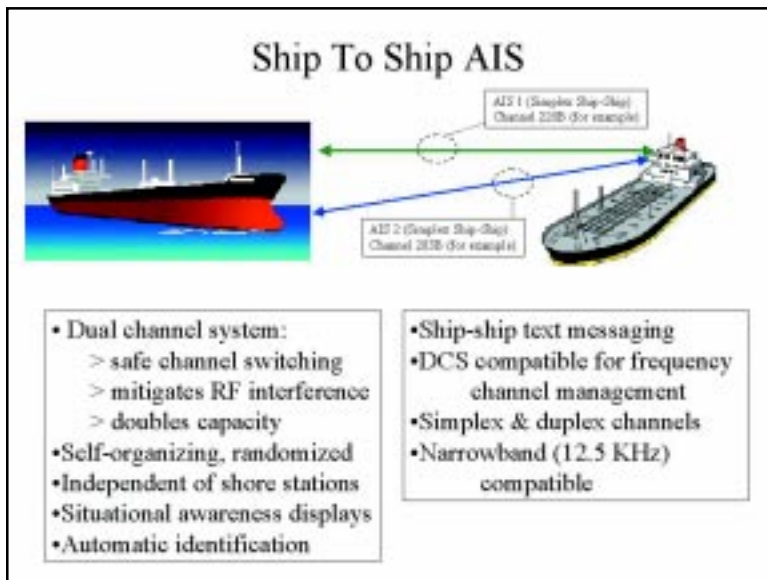 Ship To Ship AIS
AIS 1 (Simplex Ship-Ship)
Channel 228B (for example)
AIS 2 (Simplex Ship-Ship)
Channel 285B (for example)
• Dual channel system:
> safe channel switching
> mitigates RF interference
> doubles capacity
•Self-organizing, randomized
•Independent of shore stations
•Situational awareness displays
•Automatic identification
•Ship-ship text messaging
•DCS compatible for frequency
channel management
•Simplex & duplex channels
•Narrowband (12.5 KHz)
compatible